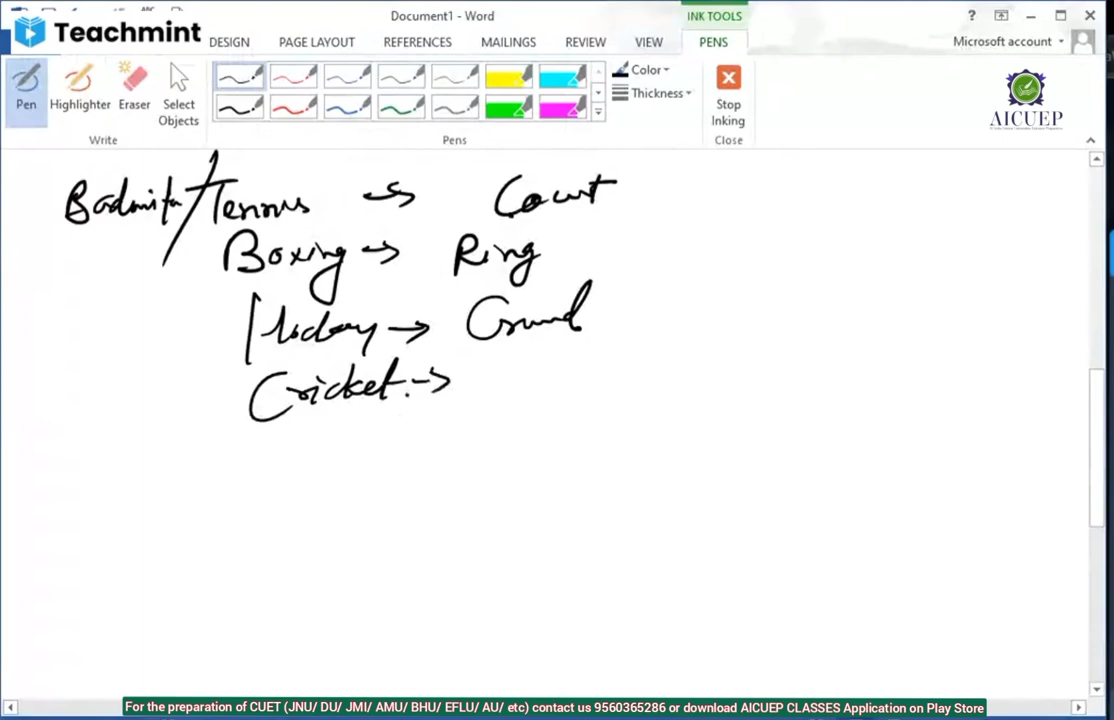 Document1 - Word
INK TOOLS
Teachmint
DESIGN
PAGE LAYOUT
REFERENCES
MAILINGS
REVIEW
VIEW
PENS
Microsoft account
Pen
Highlighter
Eraser
Select Objects
Color
Thickness
Stop Inking
Write
Pens
Close
AICUEP
Badminton/Tennis → Court
Boxing → Ring
Hockey → Ground
Cricket →
For the preparation of CUET (JNU/ DU/ JMI/ AMU/ BHU/ EFLU/ AU/ etc) contact us 9560365286 or download AICUEP CLASSES Application on Play Store